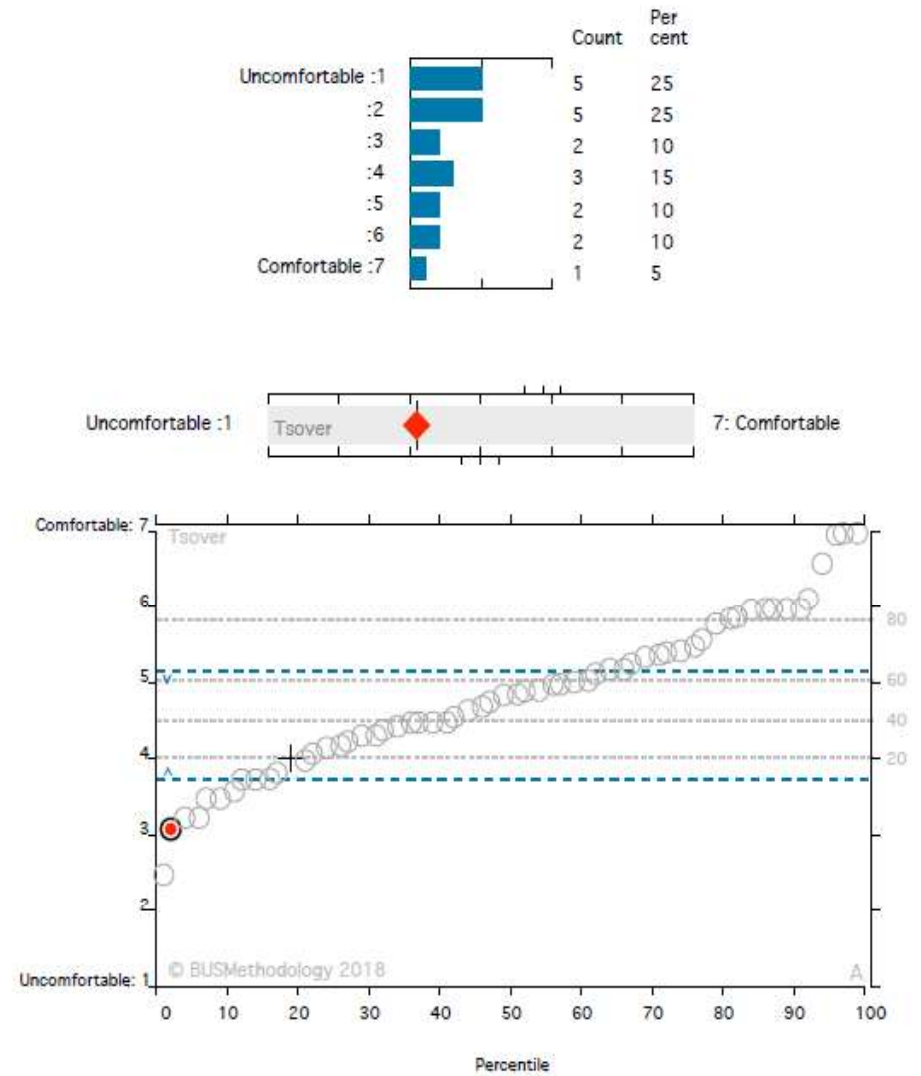 Count Per cent
Uncomfortable :1 5 25
:2 5 25
:3 2 10
:4 3 15
:5 2 10
:6 2 10
Comfortable :7 1 5
Uncomfortable :1 Tsover 7: Comfortable
Comfortable: 7
Tsover
6
80
5
60
40
4
20
3
2
© BUSMethodology 2018 A
Uncomfortable: 1
0 10 20 30 40 50 60 70 80 90 100
Percentile